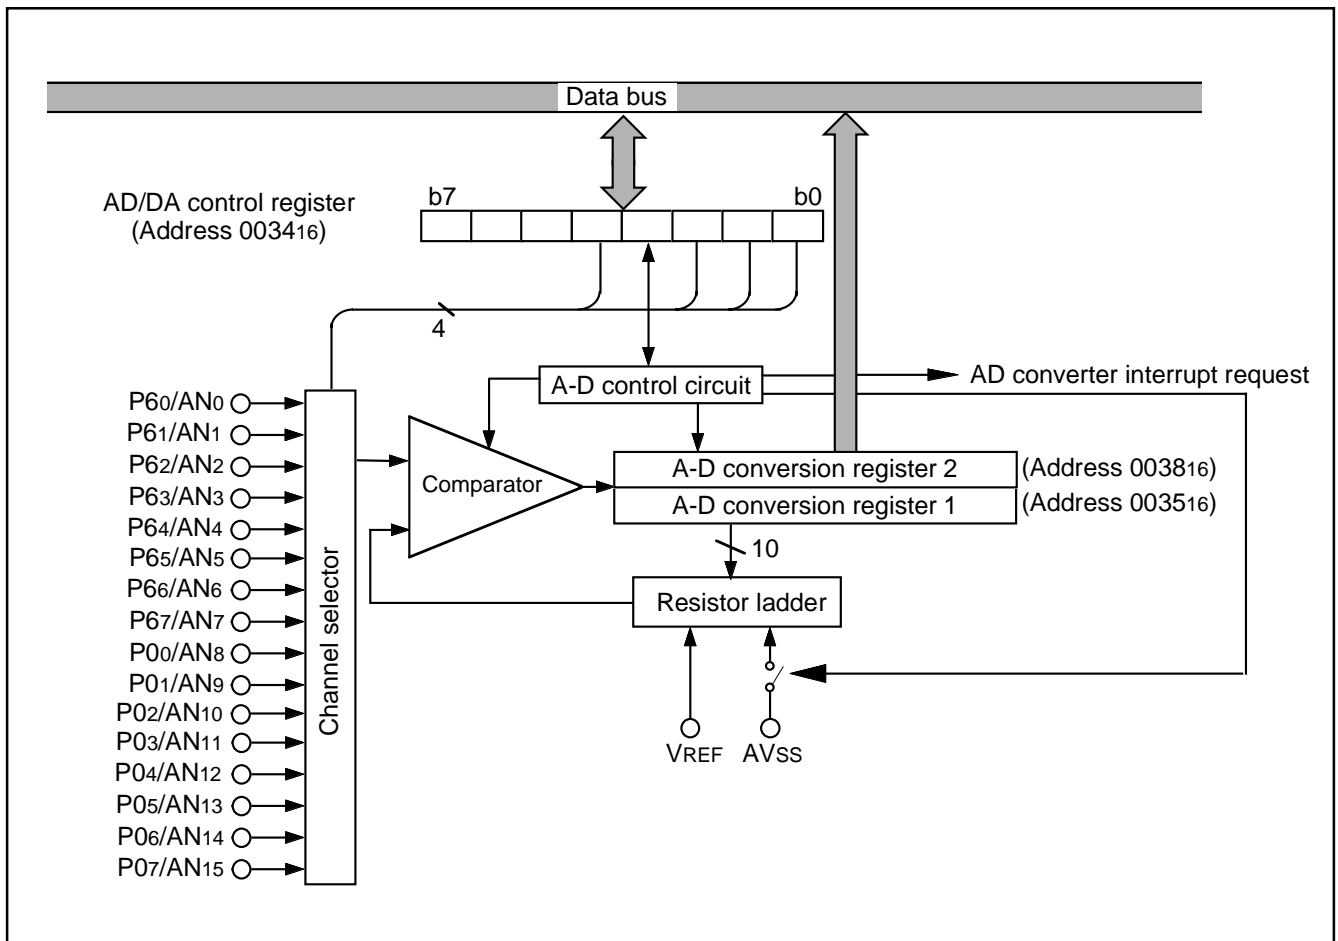 Data bus
AD/DA control register
(Address 003416)
b7
b0
4
A-D control circuit
AD converter interrupt request
P60/AN0
P61/AN1
P62/AN2
P63/AN3
P64/AN4
P65/AN5
P66/AN6
P67/AN7
P00/AN8
P01/AN9
P02/AN10
P03/AN11
P04/AN12
P05/AN13
P06/AN14
P07/AN15
Channel selector
Comparator
A-D conversion register 2
(Address 003816)
A-D conversion register 1
(Address 003516)
10
Resistor ladder
VREF
AVSS